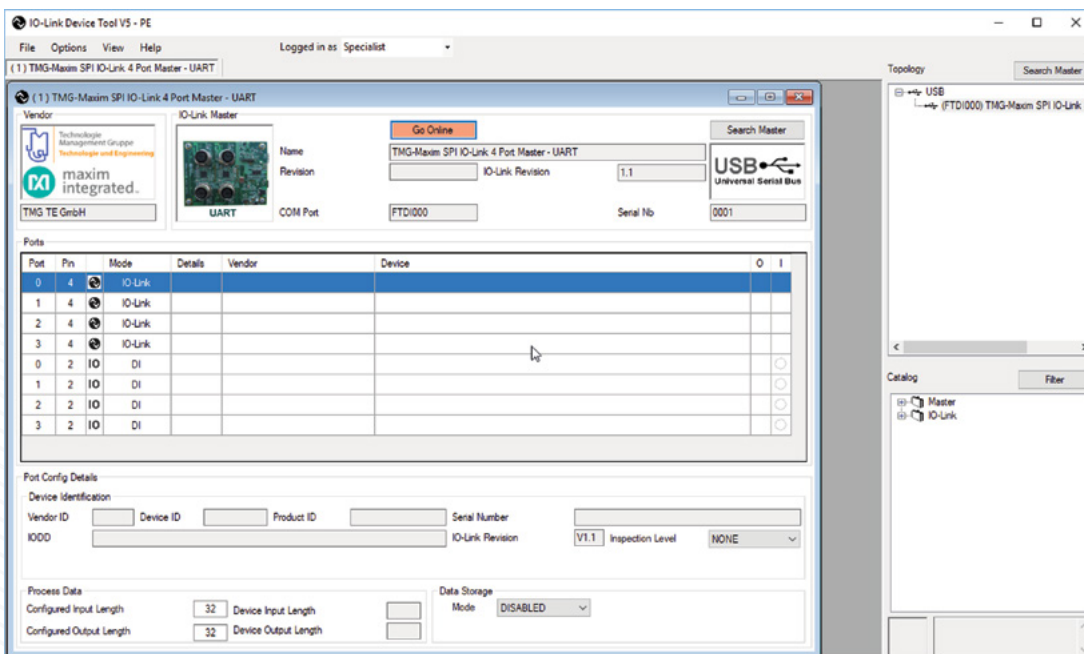 IO-Link Device Tool V5 - PE
File Options View Help Logged in as Specialist
(1) TMG-Maxim SPI IO-Link 4 Port Master - UART
Topology Search Master
USB
(FTDI000) TMG-Maxim SPI IO-Link
(1) TMG-Maxim SPI IO-Link 4 Port Master - UART
Vendor IO-Link Master
Technologie
Management Gruppe
Technologie und Engineering
maxim
integrated™
TMG TE GmbH
UART
Go Online Search Master
Name TMG-Maxim SPI IO-Link 4 Port Master - UART
Revision IO-Link Revision 1.1
USB
Universal Serial Bus
COM Port FTDI000 Serial Nb 0001
Ports
Port Pin Mode Details Vendor Device O I
0 4 IO-Link
1 4 IO-Link
2 4 IO-Link
3 4 IO-Link
0 2 IO DI
1 2 IO DI
2 2 IO DI
3 2 IO DI
Catalog Filter
Master
IO-Link
Port Config Details
Device Identification
Vendor ID Device ID Product ID Serial Number
IODD IO-Link Revision V1.1 Inspection Level NONE
Process Data Data Storage
Configured Input Length 32 Device Input Length Mode DISABLED
Configured Output Length 32 Device Output Length